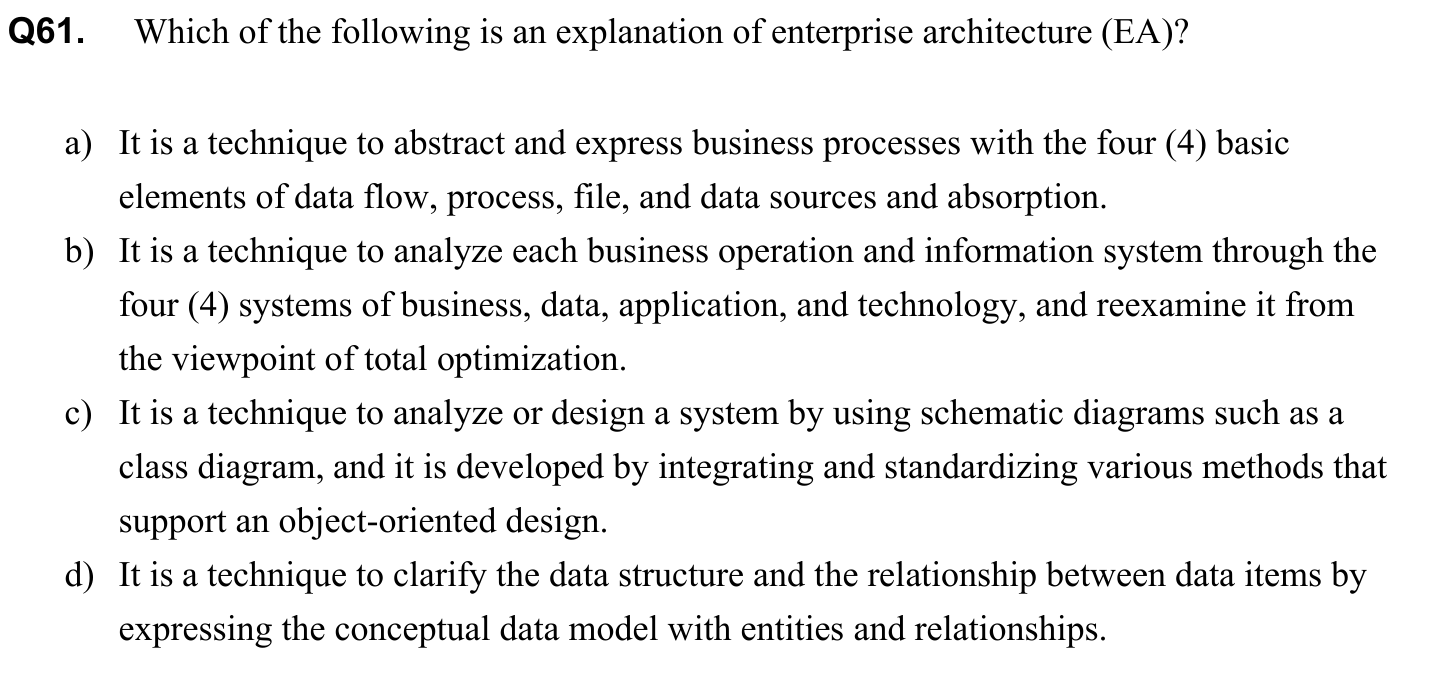 Q61. Which of the following is an explanation of enterprise architecture (EA)?
a) It is a technique to abstract and express business processes with the four (4) basic
elements of data flow, process, file, and data sources and absorption.
b) It is a technique to analyze each business operation and information system through the
four (4) systems of business, data, application, and technology, and reexamine it from
the viewpoint of total optimization.
c) It is a technique to analyze or design a system by using schematic diagrams such as a
class diagram, and it is developed by integrating and standardizing various methods that
support an object-oriented design.
d) It is a technique to clarify the data structure and the relationship between data items by
expressing the conceptual data model with entities and relationships.